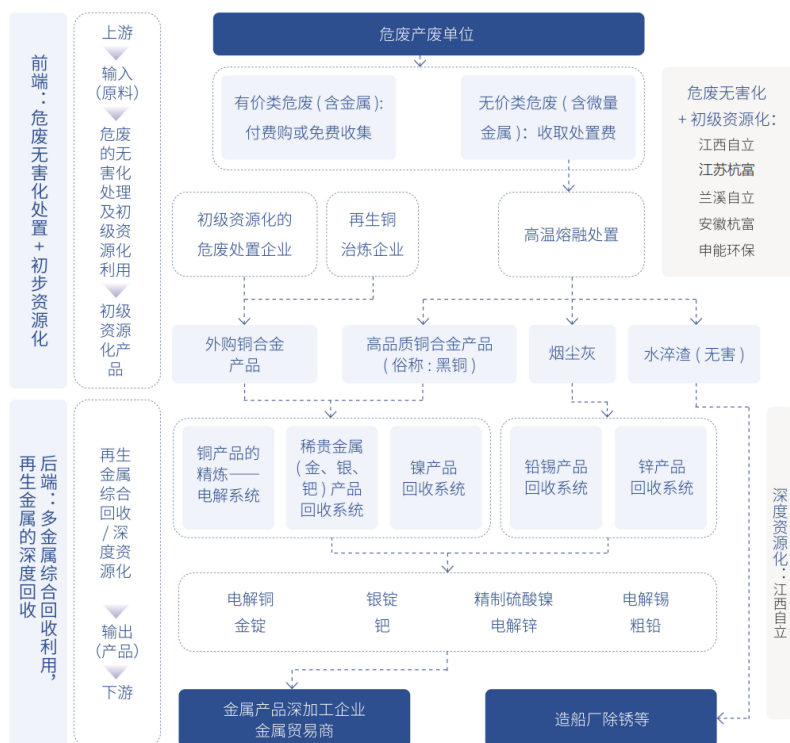 前端：危废无害化处置+初步资源化
上游
输入
（原料）
危废
的无
害化
处理
及初
级资
源化
利用
初级
资源
化产
品
危废产废单位
有价类危废(含金属):
付费购或免费收集
无价类危废(含微量
金属)：收取处置费
危废无害化
+初级资源化：
江西自立
江苏杭富
兰溪自立
安徽杭富
申能环保
初级资源化的
危废处置企业
再生铜
冶炼企业
高温熔融处置
外购铜合金
产品
高品质铜合金产品
(俗称:黑铜)
烟尘灰
水淬渣(无害)
后端：多金属综合回收利用，
再生金属的深度回收
再生
金属
综合
回收
/深
度资
源化
输出
（产品）
下游
铜产品的
精炼——
电解系统
稀贵金属
(金、银、
钯)产品
回收系统
镍产品
回收系统
铅锡产品
回收系统
锌产品
回收系统
深度资源化：江西自立
电解铜
银锭
精制硫酸镍
电解锡
金锭
钯
电解锌
粗铅
金属产品深加工企业
金属贸易商
造船厂除锈等